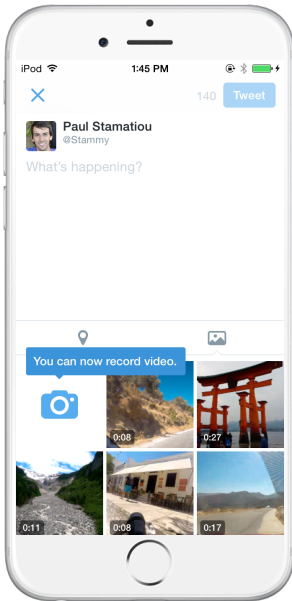 iPod 1:45 PM
140 Tweet
Paul Stamatiou
@Stammy
What's happening?
You can now record video.
0:08 0:27
0:11 0:08 0:17